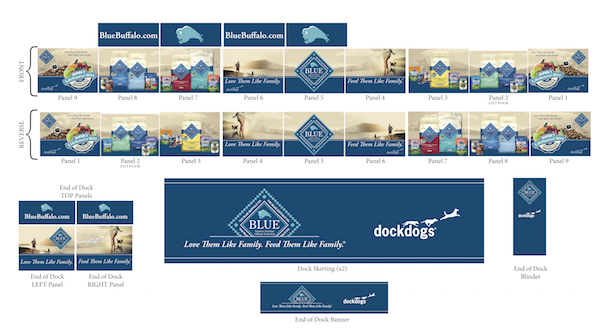 BlueBuffalo.com
BlueBuffalo.com
FRONT
BLUE
Love Them Like Family.
Feed Them Like Family.
Panel 9
Panel 8
Panel 7
Panel 6
Panel 5
Panel 4
Panel 3
Panel 2
EXIT DOOR
Panel 1
REVERSE
Love Them Like Family.
BLUE
Feed Them Like Family.
Panel 1
Panel 2
EXIT DOOR
Panel 3
Panel 4
Panel 5
Panel 6
Panel 7
Panel 8
Panel 9
End of Dock
TOP Panels
BlueBuffalo.com
BlueBuffalo.com
BLUE
Love Them Like Family.
Feed Them Like Family.
End of Dock
LEFT Panel
End of Dock
RIGHT Panel
BLUE
Love Them Like Family. Feed Them Like Family.®
dockdogs®
Dock Skirting (x2)
BLUE
dockdogs
End of Dock
Blinder
BLUE
Love Them Like Family. Feed Them Like Family.
dockdogs
End of Dock Banner